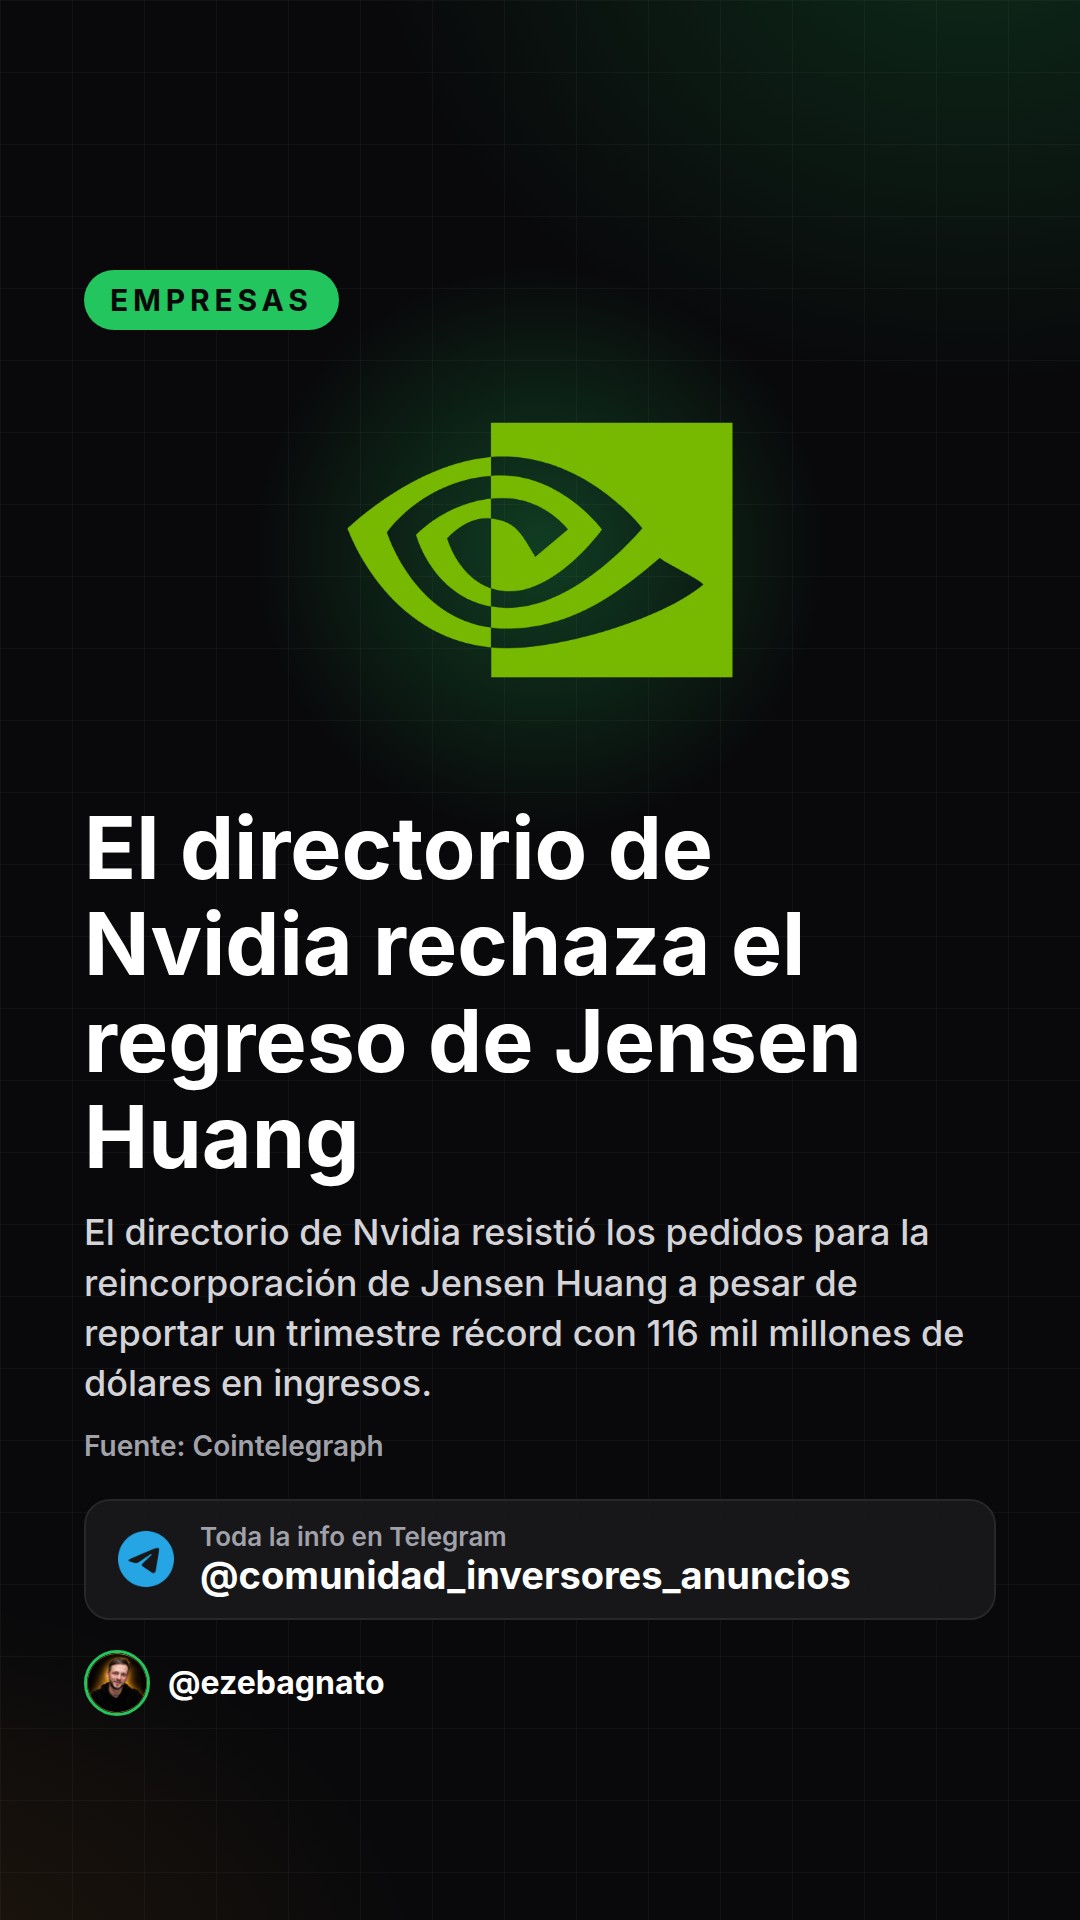 EMPRESAS
El directorio de
Nvidia rechaza el
regreso de Jensen
Huang
El directorio de Nvidia resistió los pedidos para la
reincorporación de Jensen Huang a pesar de
reportar un trimestre récord con 116 mil millones de
dólares en ingresos.
Fuente: Cointelegraph
Toda la info en Telegram
@comunidad_inversores_anuncios
@ezebagnato